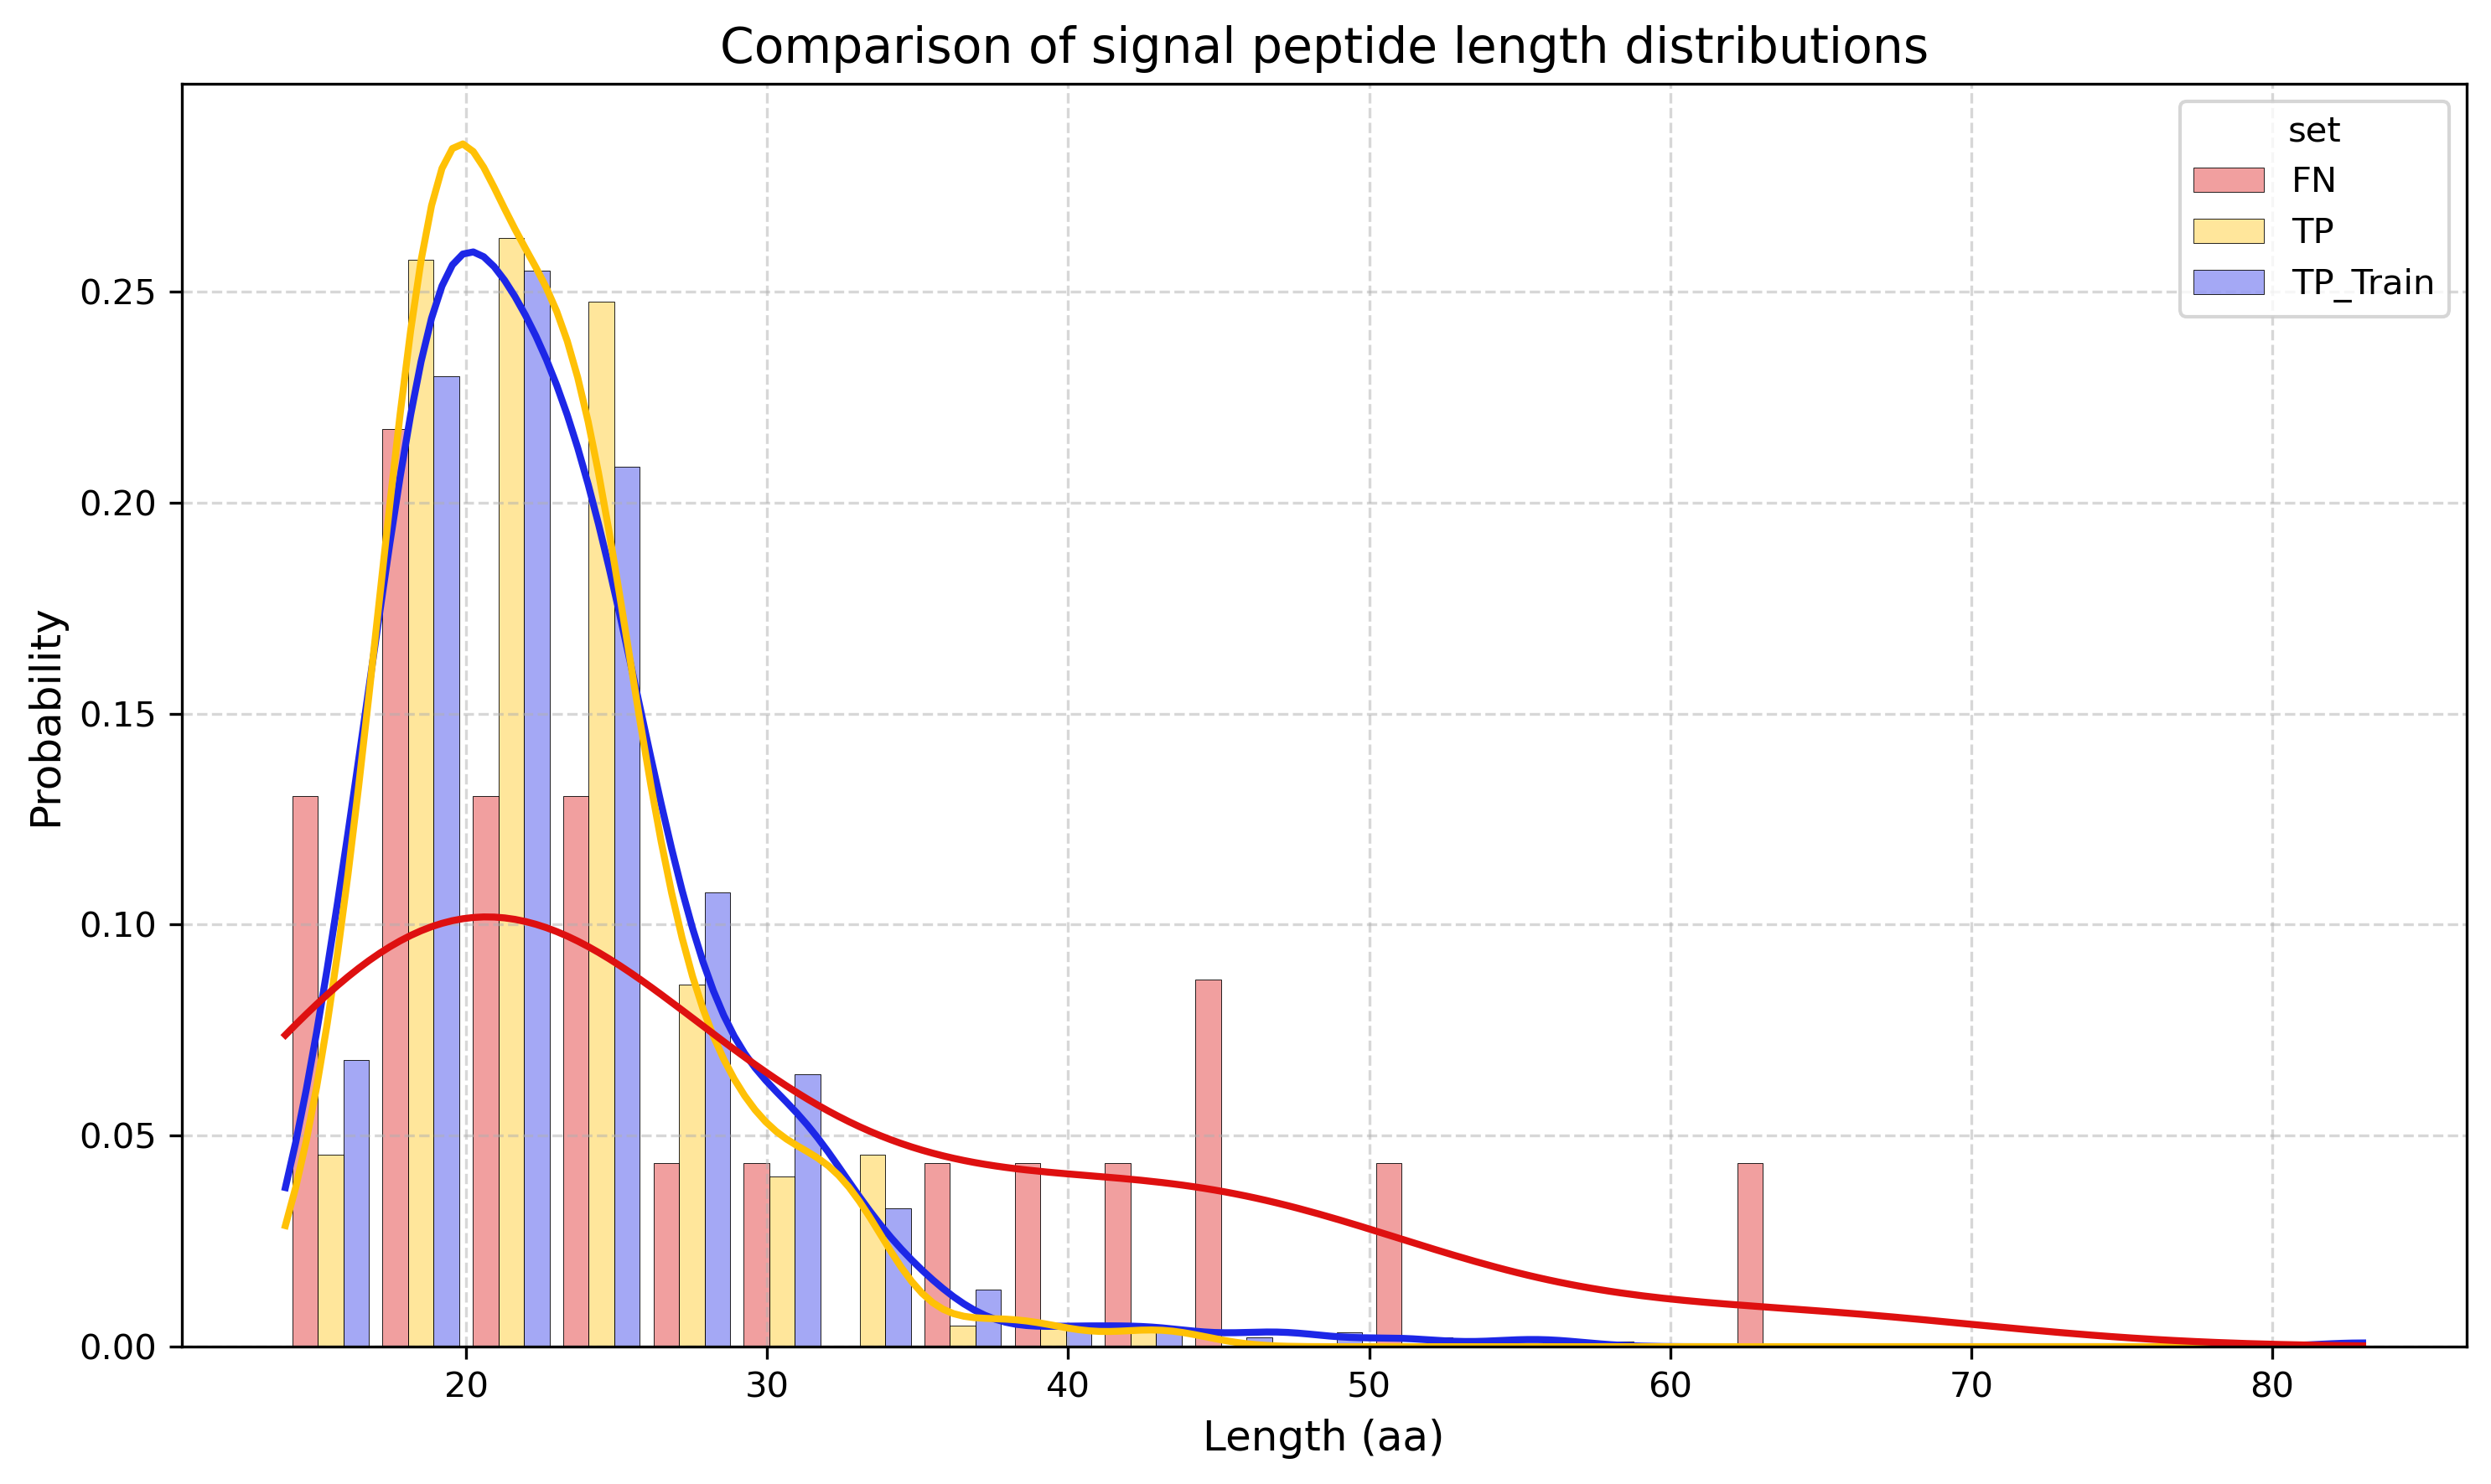 Comparison of signal peptide length distributions
set
FN
TP
TP_Train
Probability
0.25
0.20
0.15
0.10
0.05
0.00
20 30 40 50 60 70 80
Length (aa)